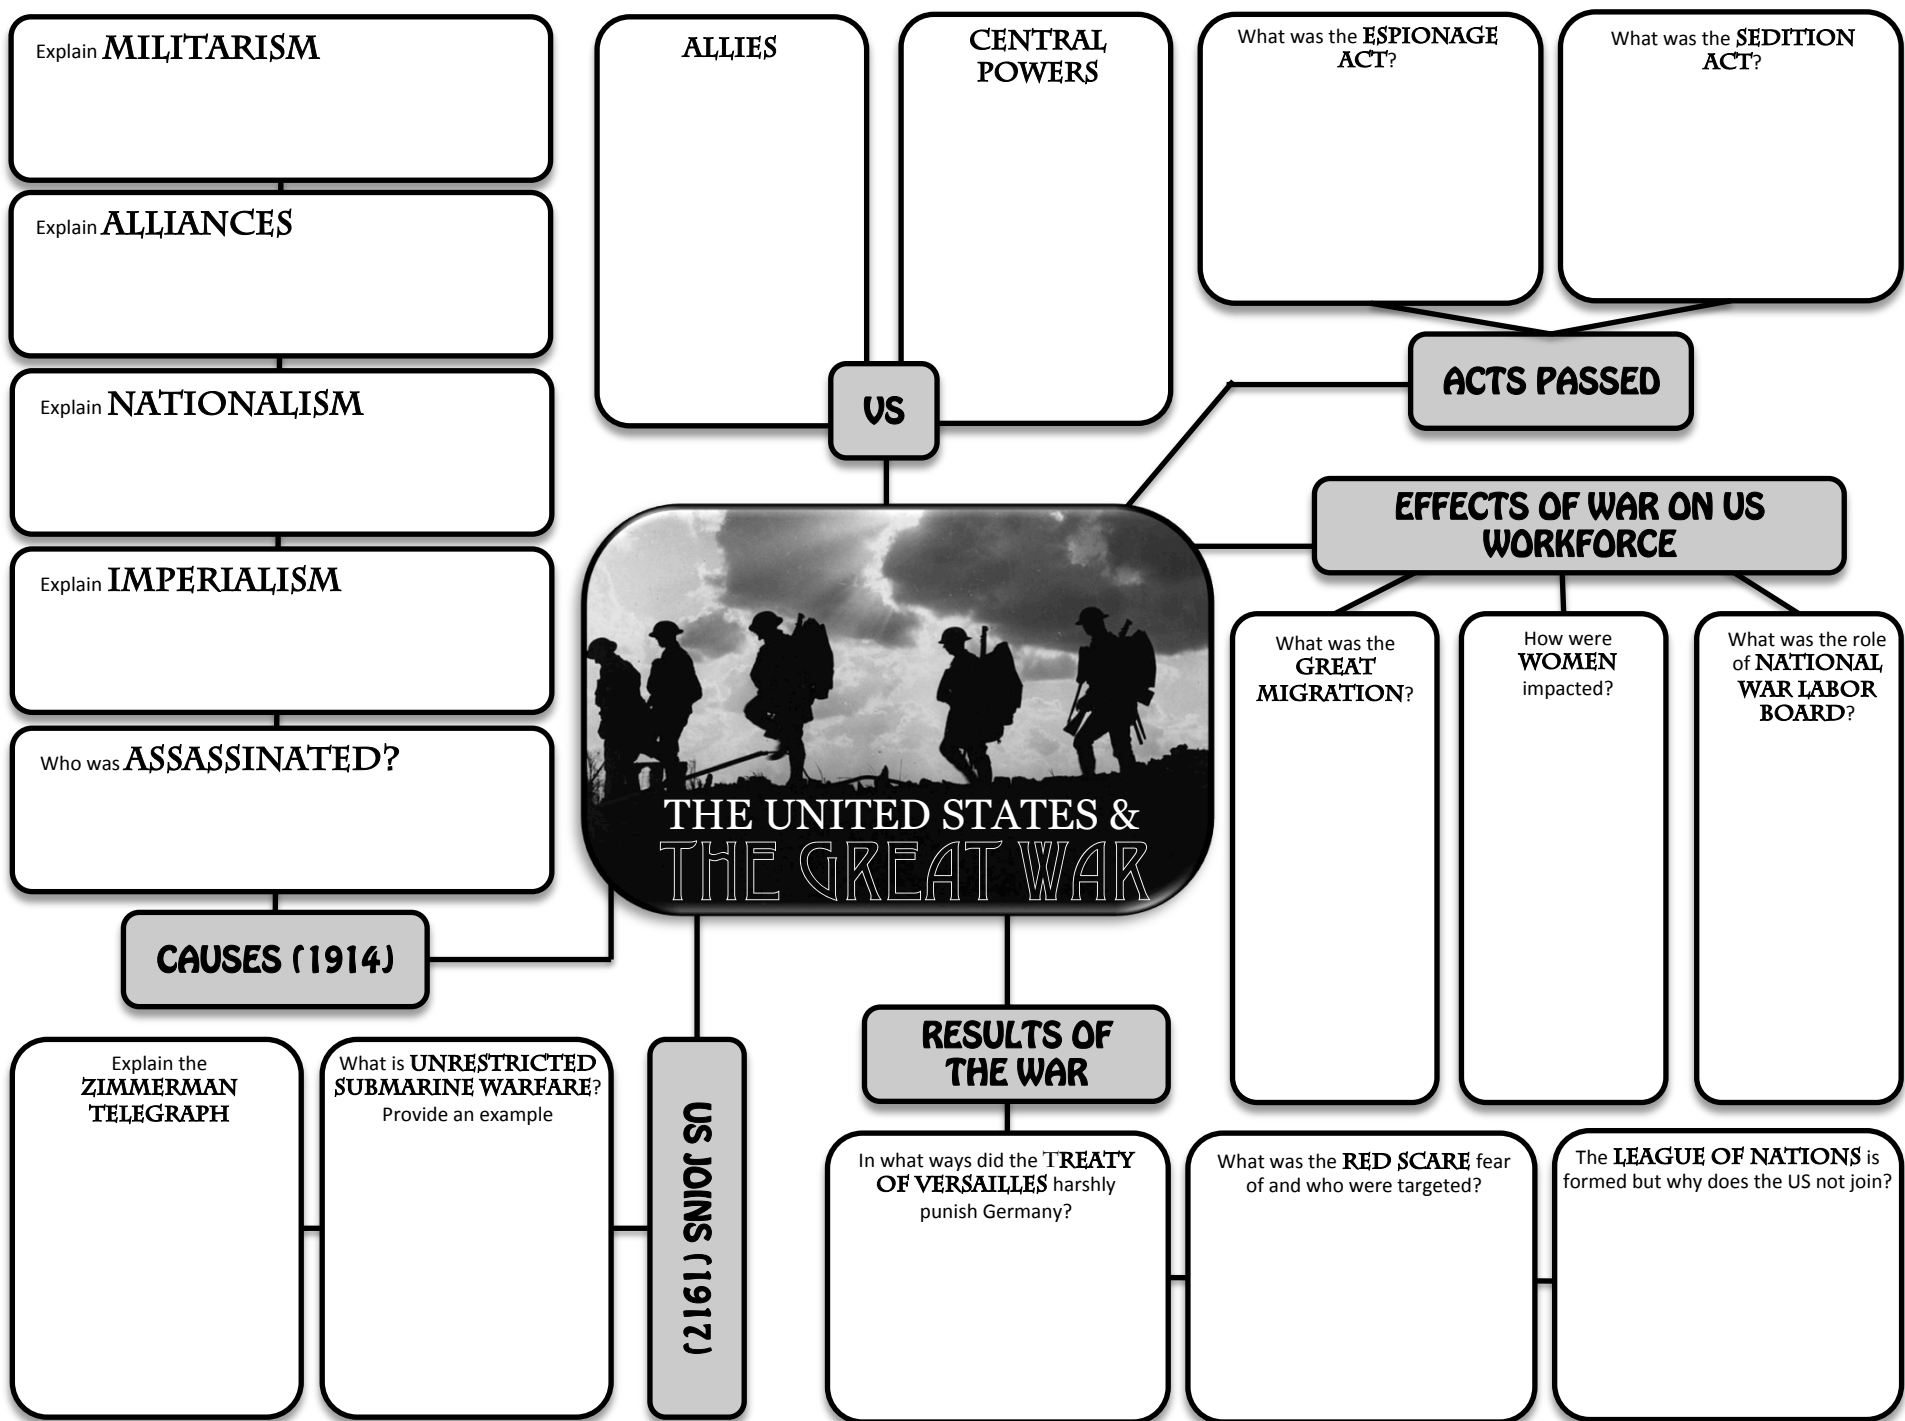 Explain MILITARISM
Explain ALLIANCES
Explain NATIONALISM
Explain IMPERIALISM
Who was ASSASSINATED?
CAUSES (1914)
ALLIES
CENTRAL
POWERS
VS
What was the ESPIONAGE
ACT?
What was the SEDITION
ACT?
ACTS PASSED
EFFECTS OF WAR ON US
WORKFORCE
What was the
GREAT
MIGRATION?
How were
WOMEN
impacted?
What was the role
of NATIONAL
WAR LABOR
BOARD?
THE UNITED STATES &
THE GREAT WAR
Explain the
ZIMMERMAN
TELEGRAPH
What is UNRESTRICTED
SUBMARINE WARFARE?
Provide an example
US JOINS (1917)
RESULTS OF
THE WAR
In what ways did the TREATY
OF VERSAILLES harshly
punish Germany?
What was the RED SCARE fear
of and who were targeted?
The LEAGUE OF NATIONS is
formed but why does the US not join?